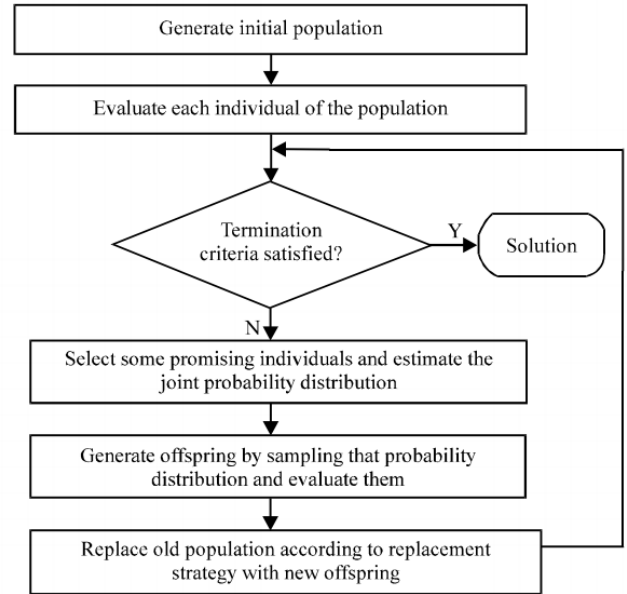 Generate initial population
Evaluate each individual of the population
Termination
criteria satisfied?
Y
Solution
N
Select some promising individuals and estimate the
joint probability distribution
Generate offspring by sampling that probability
distribution and evaluate them
Replace old population according to replacement
strategy with new offspring